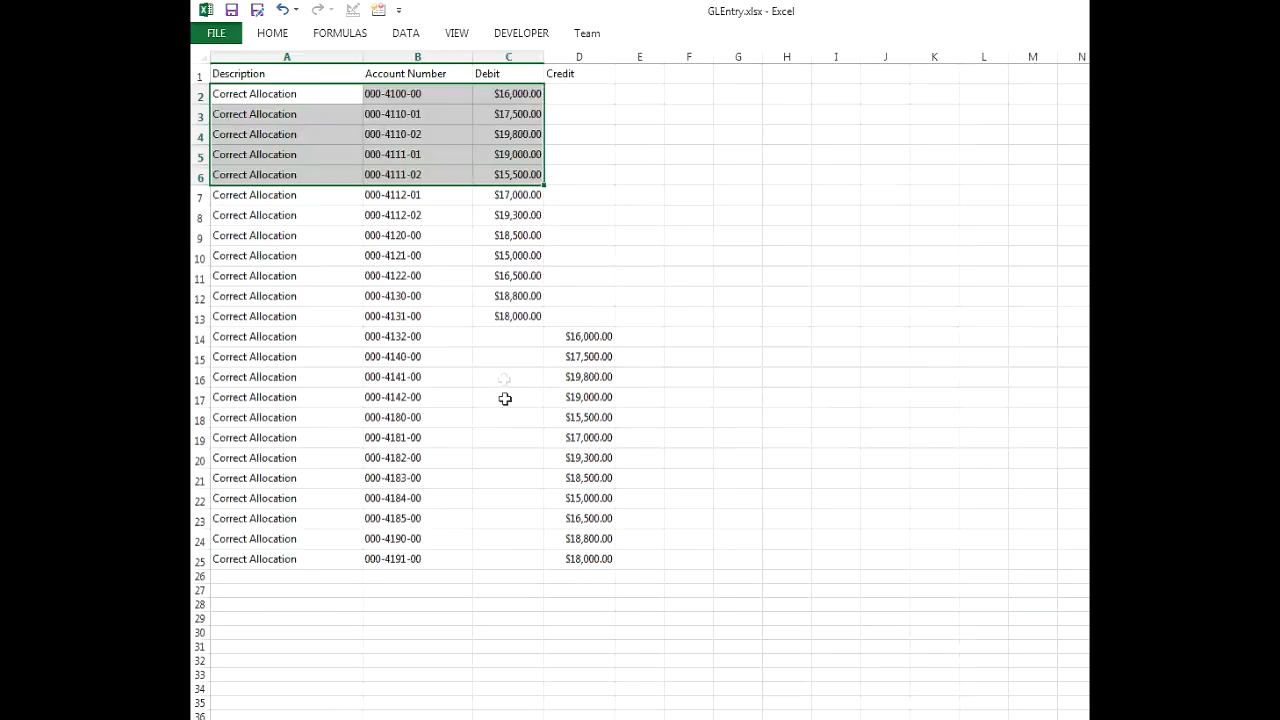 GLEntry.xlsx - Excel
FILE HOME FORMULAS DATA VIEW DEVELOPER Team
A B C D E F G H I J K L M N
1 Description Account Number Debit Credit
2 Correct Allocation 000-4100-00 $16,000.00
3 Correct Allocation 000-4110-01 $17,500.00
4 Correct Allocation 000-4110-02 $19,800.00
5 Correct Allocation 000-4111-01 $19,000.00
6 Correct Allocation 000-4111-02 $15,500.00
7 Correct Allocation 000-4112-01 $17,000.00
8 Correct Allocation 000-4112-02 $19,300.00
9 Correct Allocation 000-4120-00 $18,500.00
10 Correct Allocation 000-4121-00 $15,000.00
11 Correct Allocation 000-4122-00 $16,500.00
12 Correct Allocation 000-4130-00 $18,800.00
13 Correct Allocation 000-4131-00 $18,000.00
14 Correct Allocation 000-4132-00 $16,000.00
15 Correct Allocation 000-4140-00 $17,500.00
16 Correct Allocation 000-4141-00 $19,800.00
17 Correct Allocation 000-4142-00 $19,000.00
18 Correct Allocation 000-4180-00 $15,500.00
19 Correct Allocation 000-4181-00 $17,000.00
20 Correct Allocation 000-4182-00 $19,300.00
21 Correct Allocation 000-4183-00 $18,500.00
22 Correct Allocation 000-4184-00 $15,000.00
23 Correct Allocation 000-4185-00 $16,500.00
24 Correct Allocation 000-4190-00 $18,800.00
25 Correct Allocation 000-4191-00 $18,000.00
26
27
28
29
30
31
32
33
34
35
36